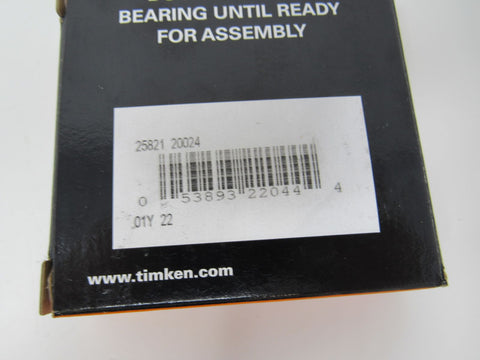 BEARING UNTIL READY
FOR ASSEMBLY
25821 20024
0 53893 22044 4
01Y 22
www.timken.com